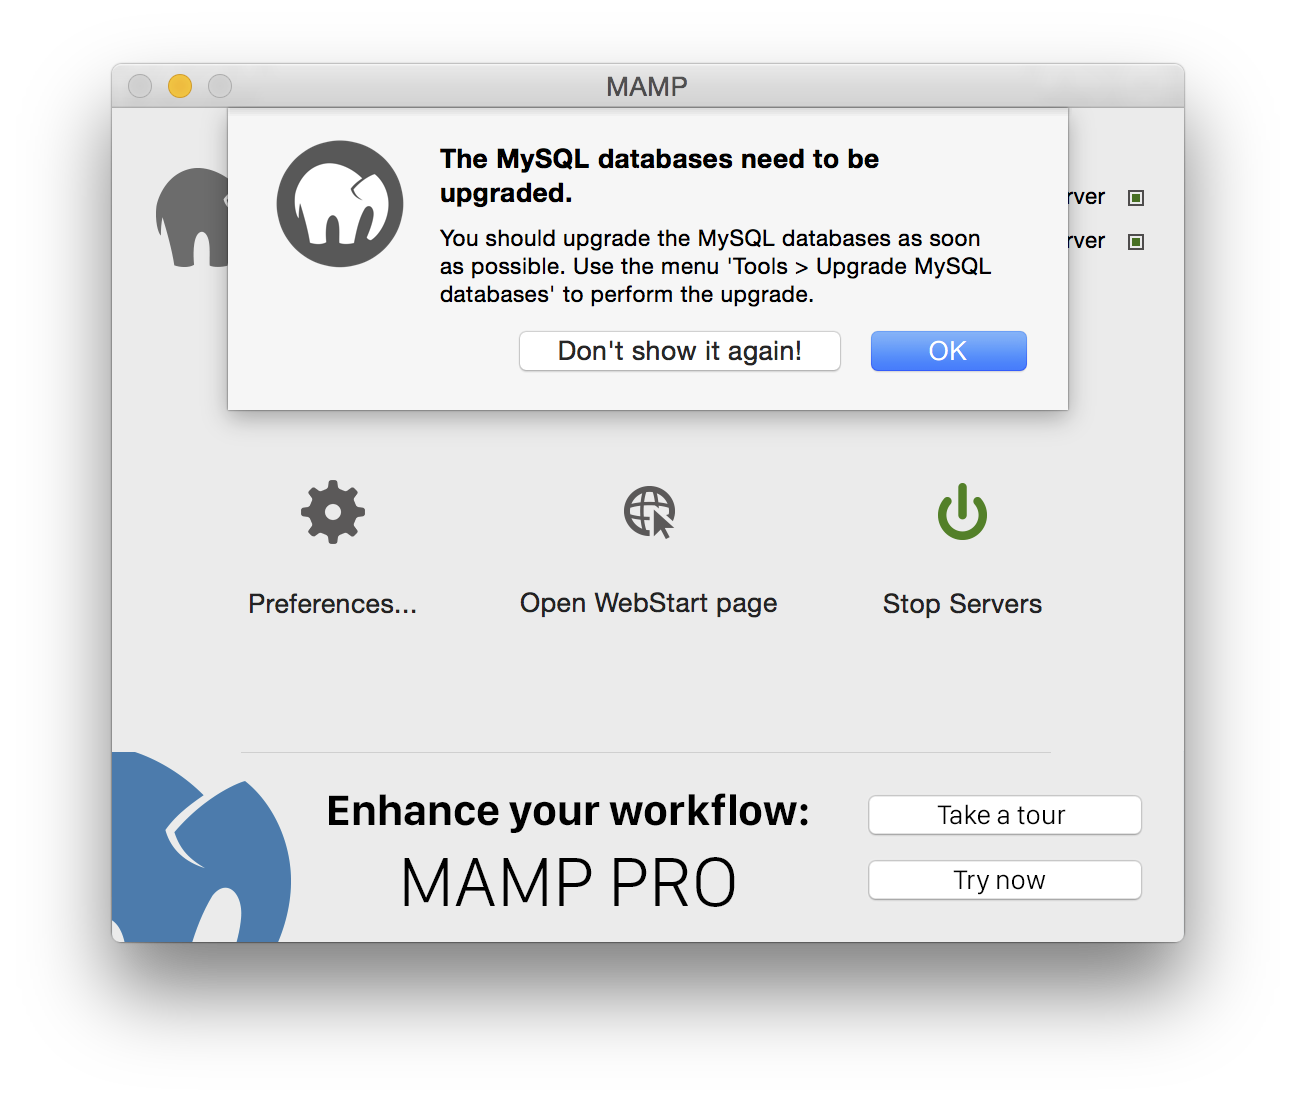 MAMP
The MySQL databases need to be
upgraded.
You should upgrade the MySQL databases as soon
as possible. Use the menu 'Tools > Upgrade MySQL
databases' to perform the upgrade.
Don't show it again!
OK
rver
rver
Preferences...
Open WebStart page
Stop Servers
Enhance your workflow:
MAMP PRO
Take a tour
Try now